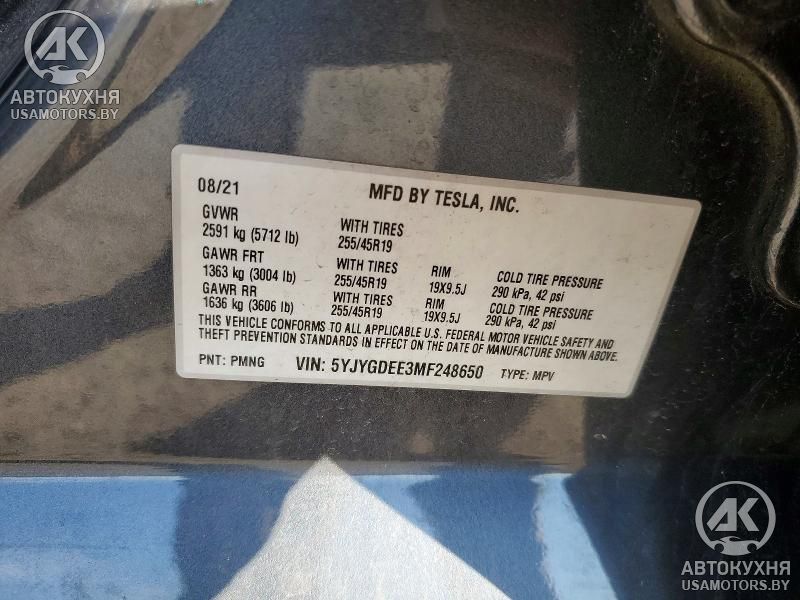 AK
АВТОКУХНЯ
USAMOTORS.BY
08/21 MFD BY TESLA, INC.
GVWR
2591 kg (5712 lb) WITH TIRES 255/45R19
GAWR FRT
1363 kg (3004 lb) WITH TIRES 255/45R19 RIM 19X9.5J COLD TIRE PRESSURE 290 kPa, 42 psi
GAWR RR
1636 kg (3606 lb) WITH TIRES 255/45R19 RIM 19X9.5J COLD TIRE PRESSURE 290 kPa, 42 psi
THIS VEHICLE CONFORMS TO ALL APPLICABLE U.S. FEDERAL MOTOR VEHICLE SAFETY AND
THEFT PREVENTION STANDARDS IN EFFECT ON THE DATE OF MANUFACTURE SHOWN ABOVE.
PNT: PMNG VIN: 5YJYGDEE3MF248650 TYPE: MPV
AK
АВТОКУХНЯ
USAMOTORS.BY